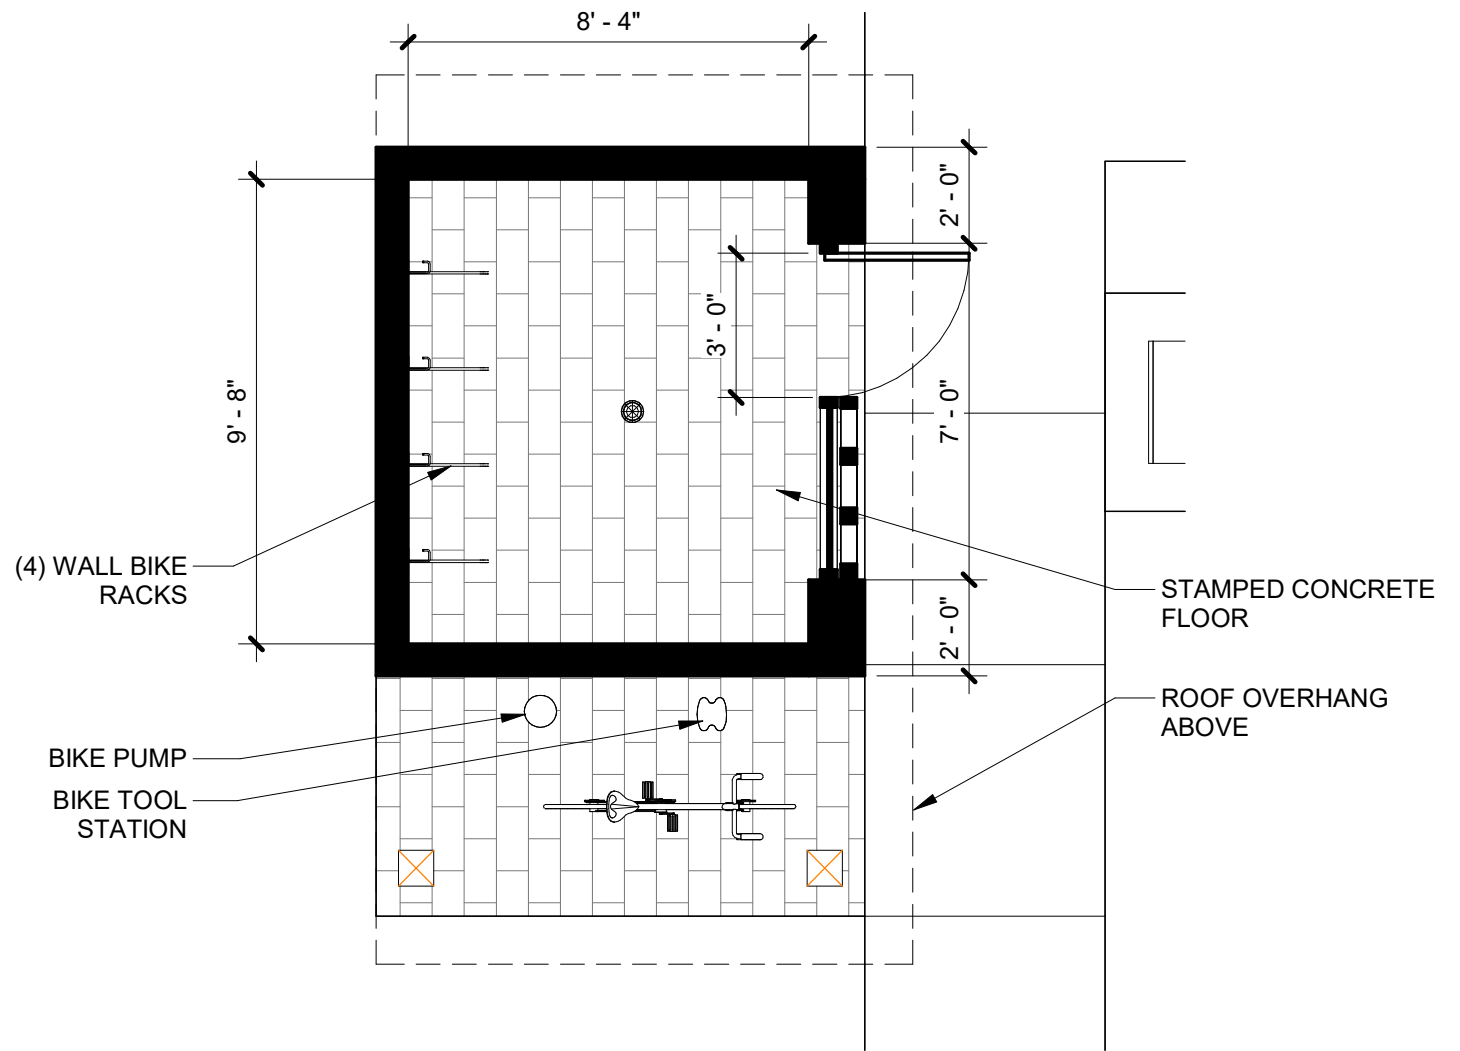 8' - 4"
2' - 0"
3' - 0"
9' - 8"
7' - 0"
(4) WALL BIKE
RACKS
STAMPED CONCRETE
FLOOR
2' - 0"
ROOF OVERHANG
ABOVE
BIKE PUMP
BIKE TOOL
STATION